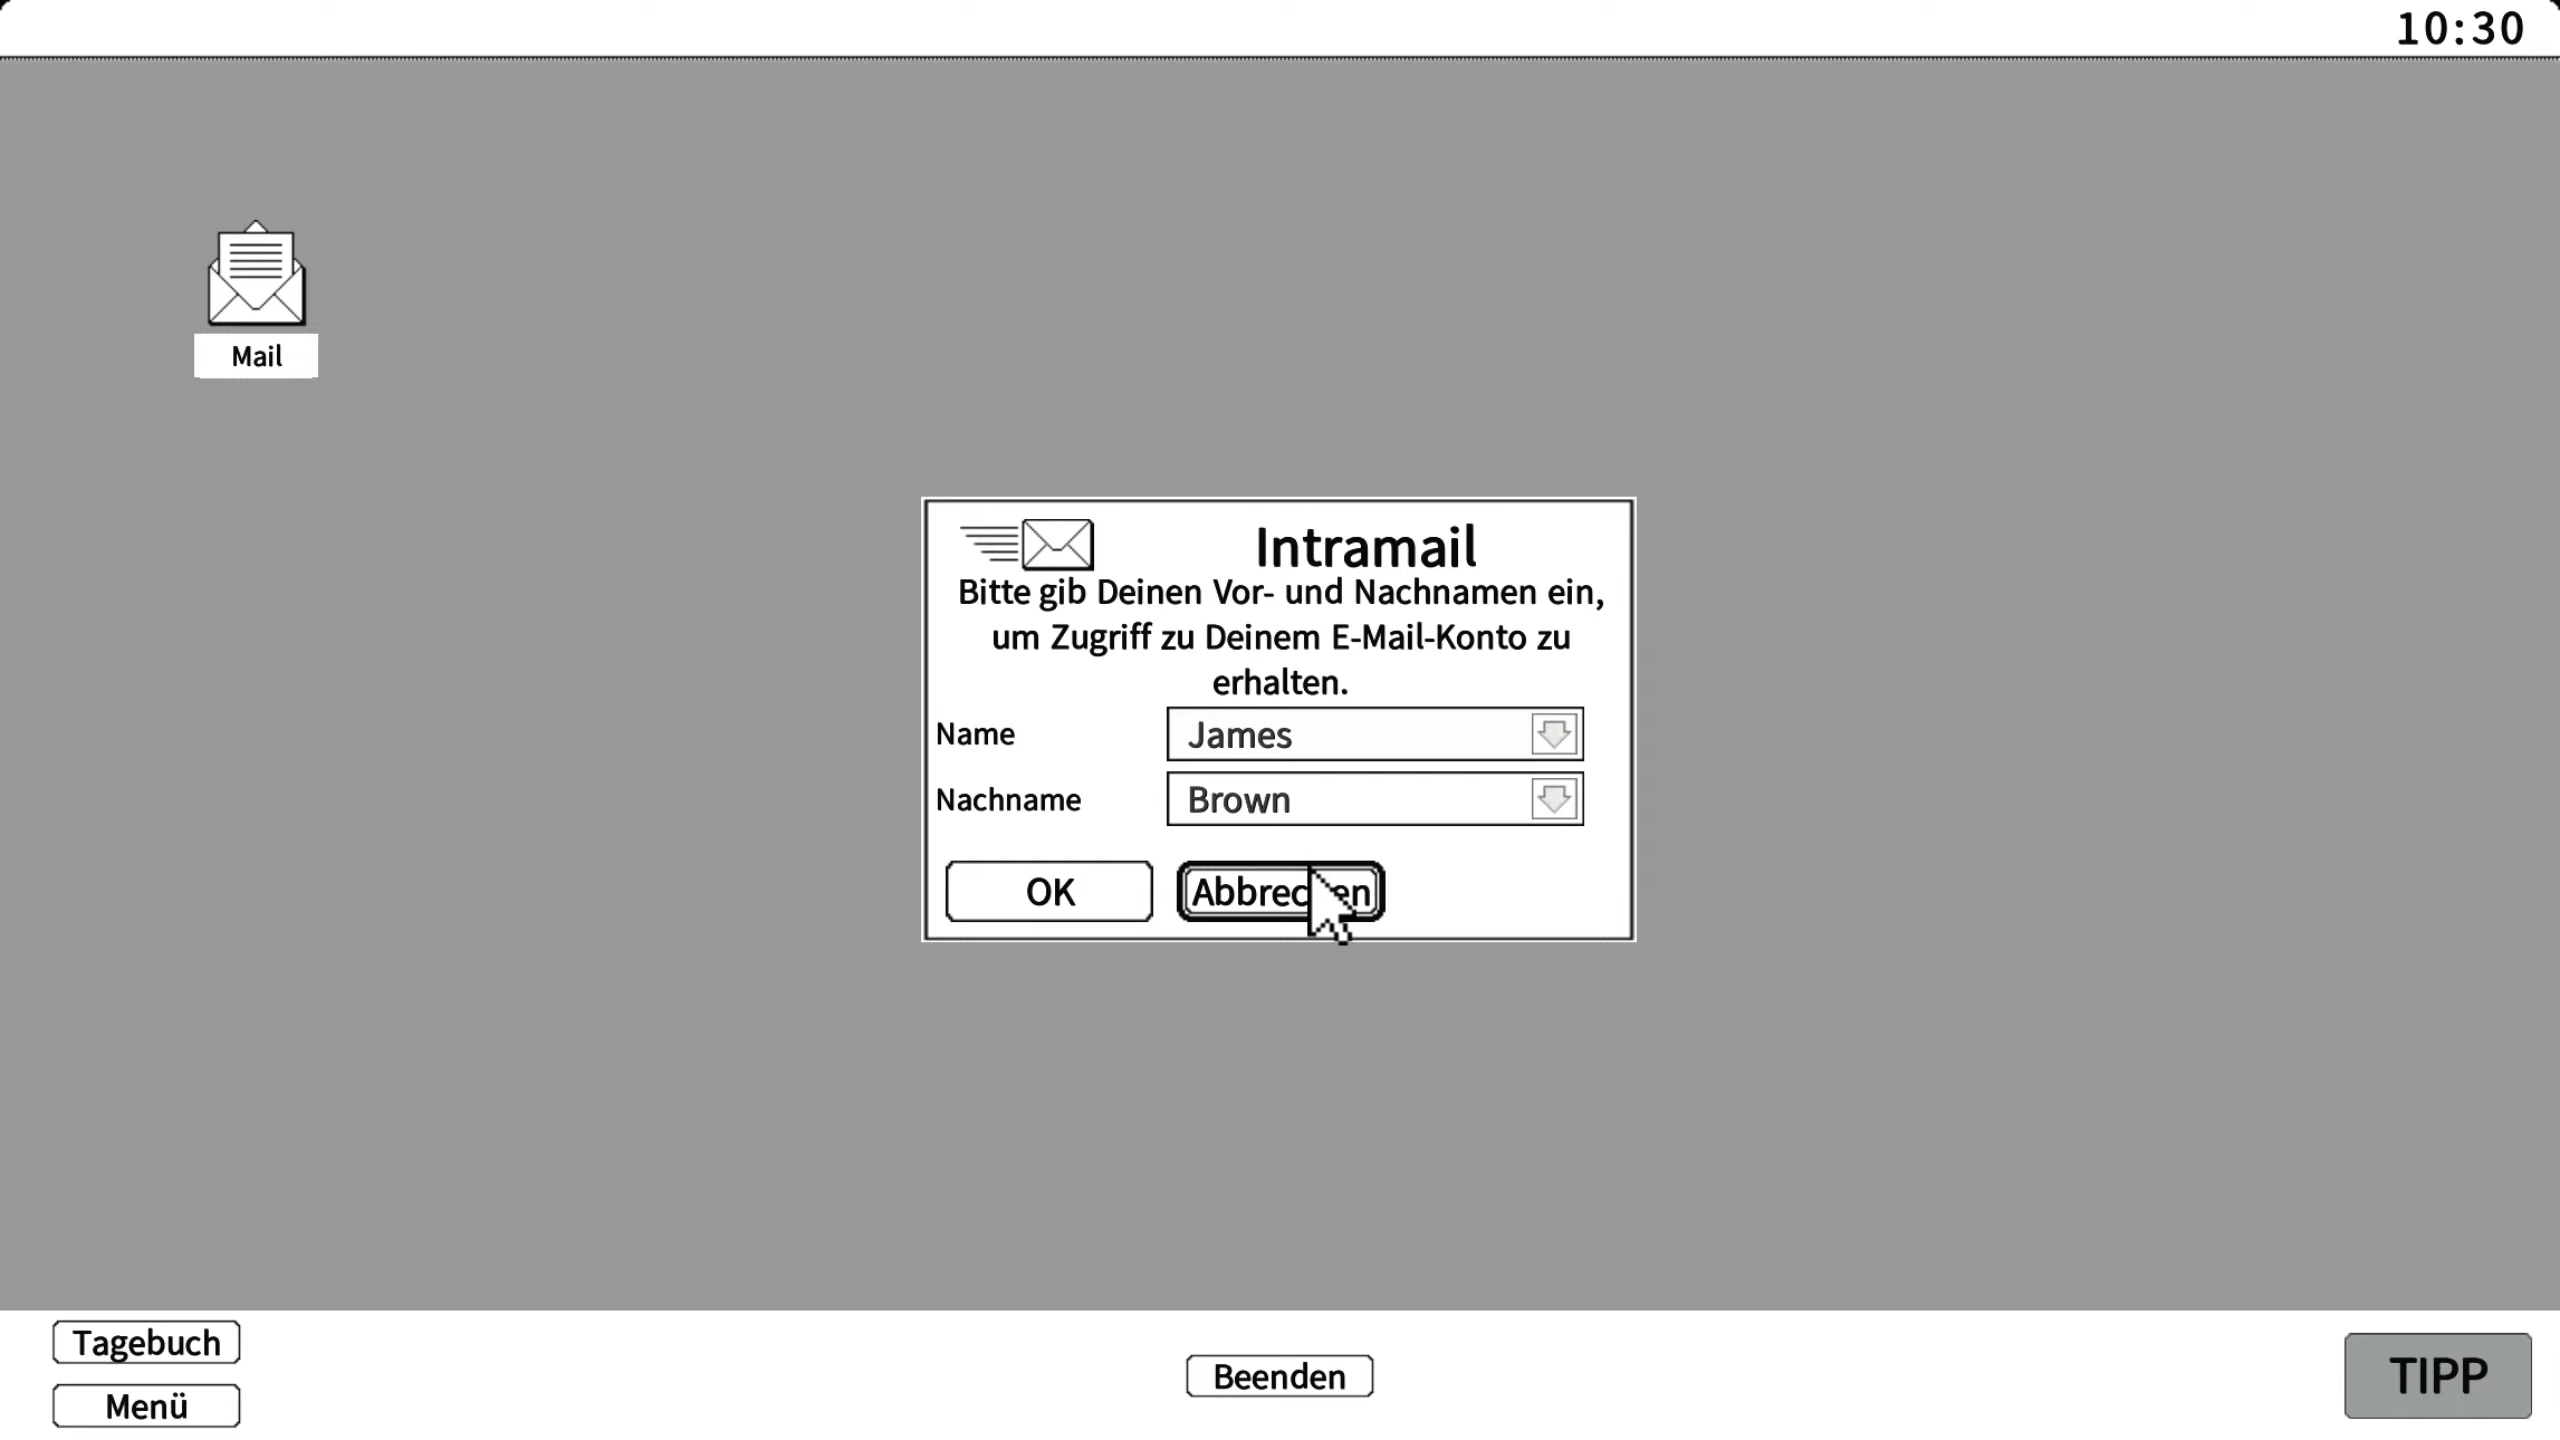 10:30
Mail
Intramail
Bitte gib Deinen Vor- und Nachnamen ein,
um Zugriff zu Deinem E-Mail-Konto zu
erhalten.
Name James
Nachname Brown
OK Abbrechen
Tagebuch
Menü
Beenden
TIPP